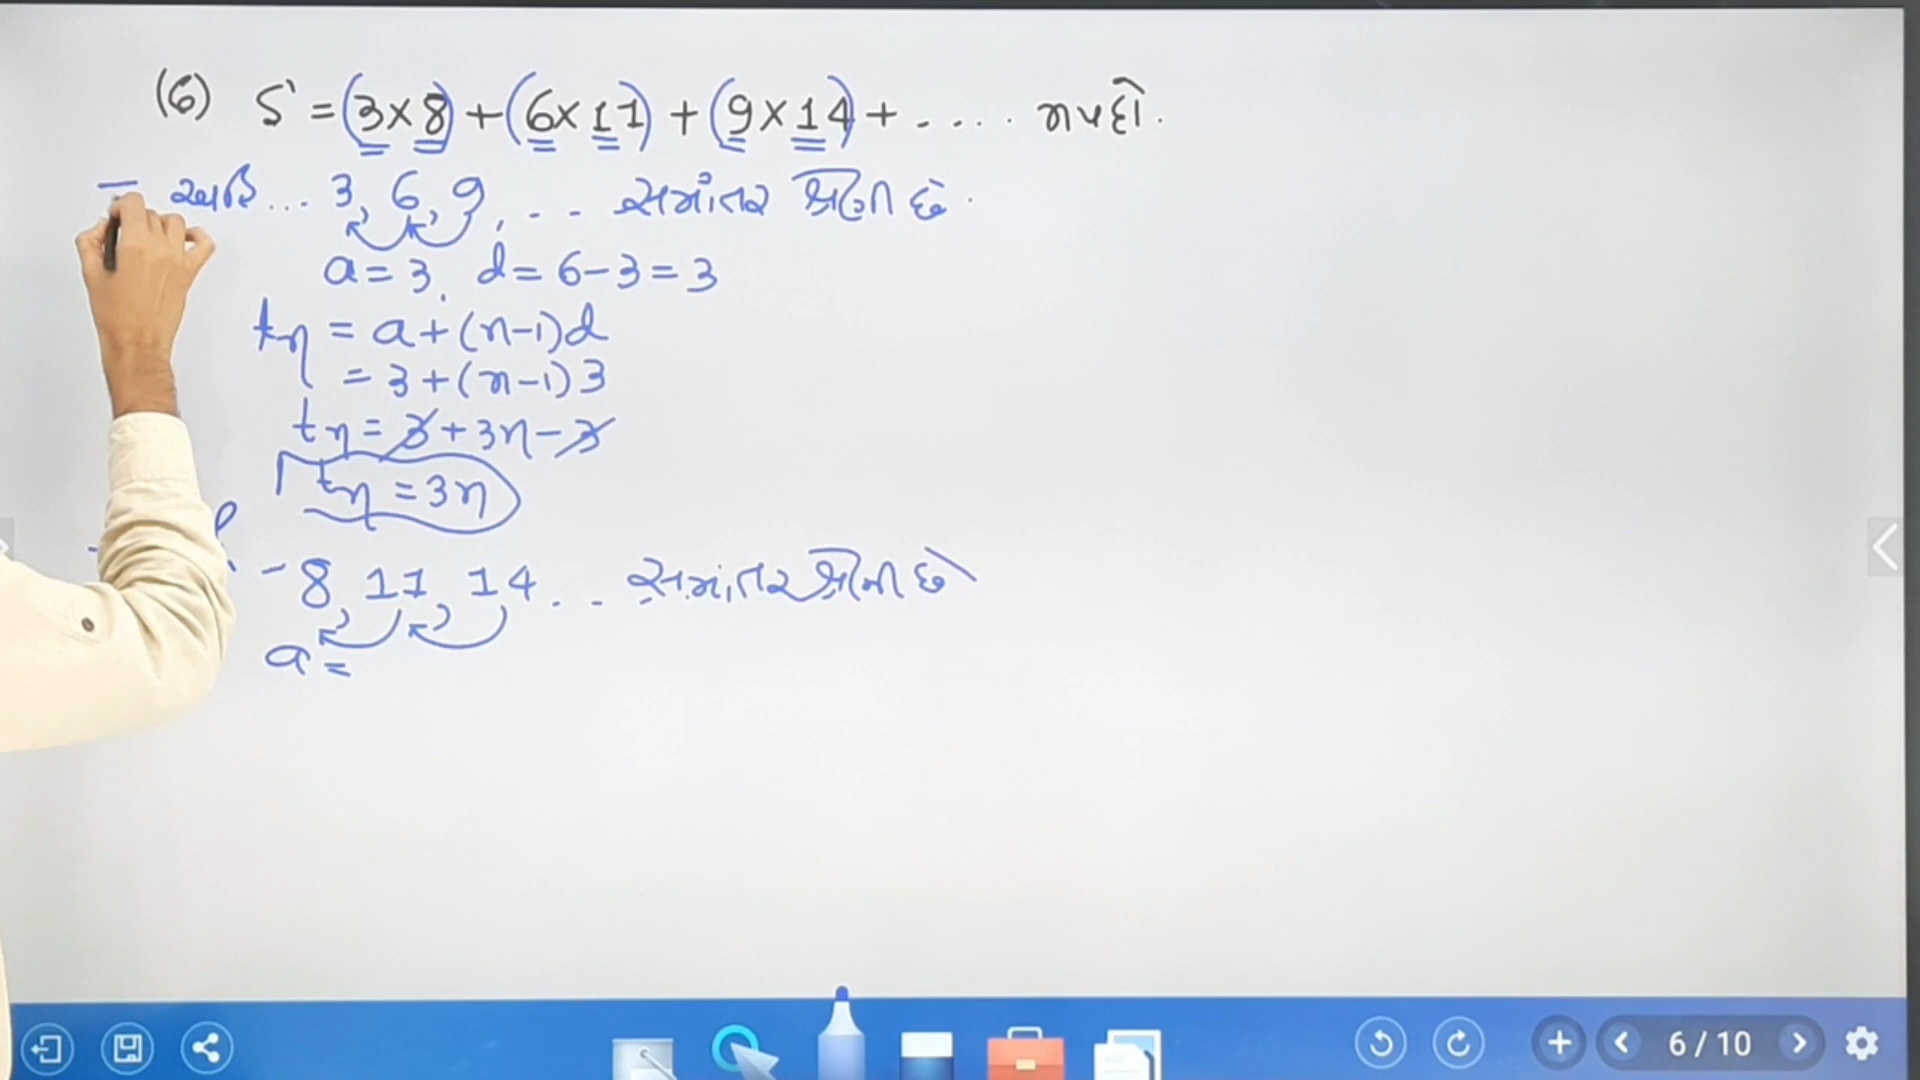 (6) S = (3×8) + (6×11) + (9×14) + .... n પદો.
અહીં... 3, 6, 9, .. સમાંતર શ્રેણી છે.
a = 3, d = 6-3 = 3
tn = a+(n-1)d
= 3+(n-1)3
tn = 3+3n-3
tn = 3n
- 8, 11, 14 .. સમાંતર શ્રેણી છે
a =
6 / 10